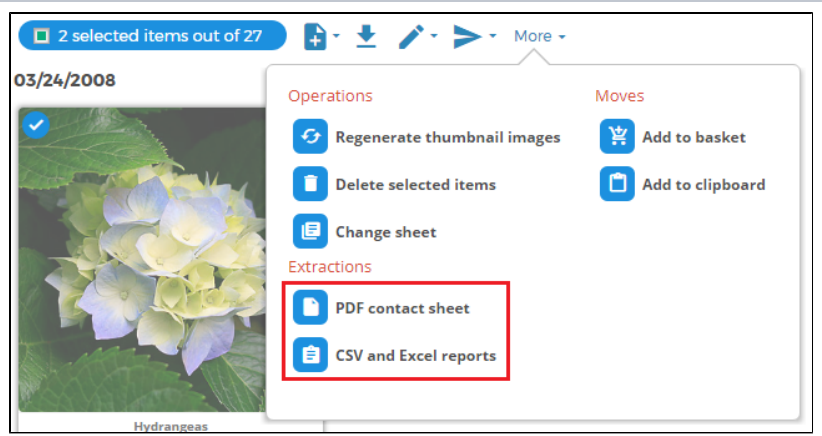 2 selected items out of 27
More
03/24/2008
Operations
Regenerate thumbnail images
Delete selected items
Change sheet
Extractions
PDF contact sheet
CSV and Excel reports
Moves
Add to basket
Add to clipboard
Hydrangeas